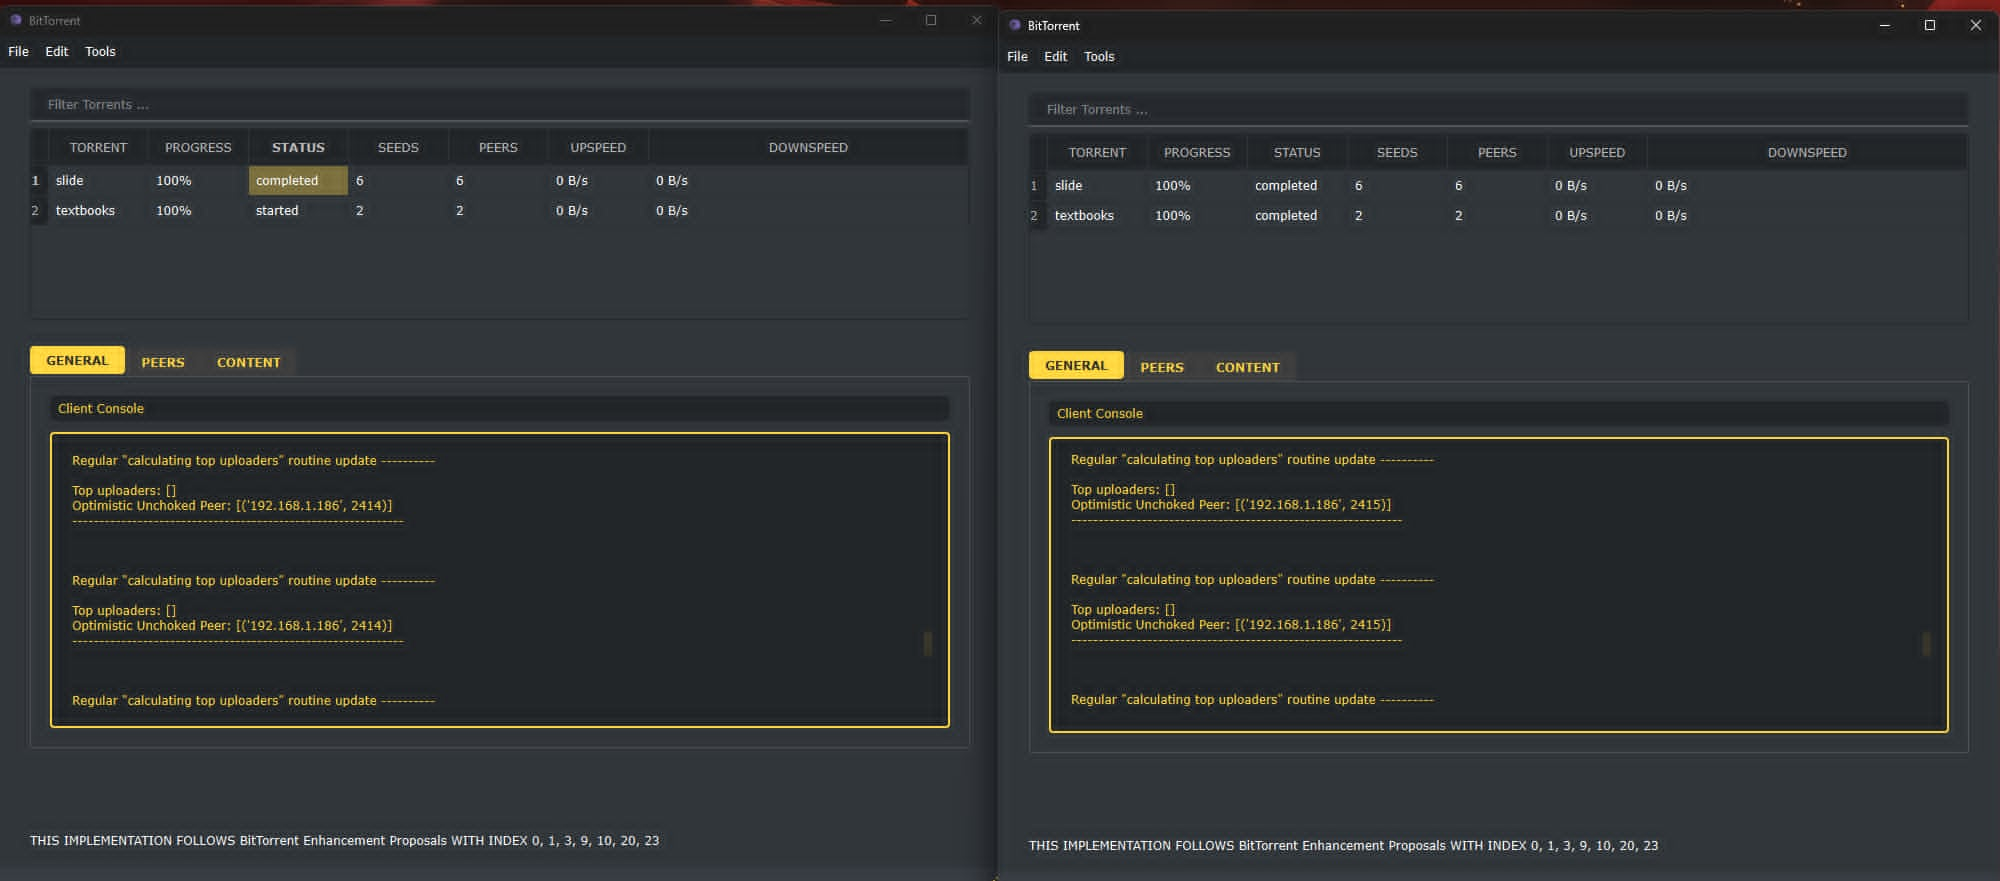 BitTorrent
File Edit Tools
Filter Torrents ...
TORRENT PROGRESS STATUS SEEDS PEERS UPSPEED DOWNSPEED
1 slide 100% completed 6 6 0 B/s 0 B/s
2 textbooks 100% started 2 2 0 B/s 0 B/s
GENERAL PEERS CONTENT
Client Console
Regular "calculating top uploaders" routine update ----------
Top uploaders: []
Optimistic Unchoked Peer: [('192.168.1.186', 2414)]
--------------------------------------------------------------
Regular "calculating top uploaders" routine update ----------
Top uploaders: []
Optimistic Unchoked Peer: [('192.168.1.186', 2414)]
--------------------------------------------------------------
Regular "calculating top uploaders" routine update ----------
THIS IMPLEMENTATION FOLLOWS BitTorrent Enhancement Proposals WITH INDEX 0, 1, 3, 9, 10, 20, 23
BitTorrent
File Edit Tools
Filter Torrents ...
TORRENT PROGRESS STATUS SEEDS PEERS UPSPEED DOWNSPEED
1 slide 100% completed 6 6 0 B/s 0 B/s
2 textbooks 100% completed 2 2 0 B/s 0 B/s
GENERAL PEERS CONTENT
Client Console
Regular "calculating top uploaders" routine update ----------
Top uploaders: []
Optimistic Unchoked Peer: [('192.168.1.186', 2415)]
--------------------------------------------------------------
Regular "calculating top uploaders" routine update ----------
Top uploaders: []
Optimistic Unchoked Peer: [('192.168.1.186', 2415)]
--------------------------------------------------------------
Regular "calculating top uploaders" routine update ----------
THIS IMPLEMENTATION FOLLOWS BitTorrent Enhancement Proposals WITH INDEX 0, 1, 3, 9, 10, 20, 23